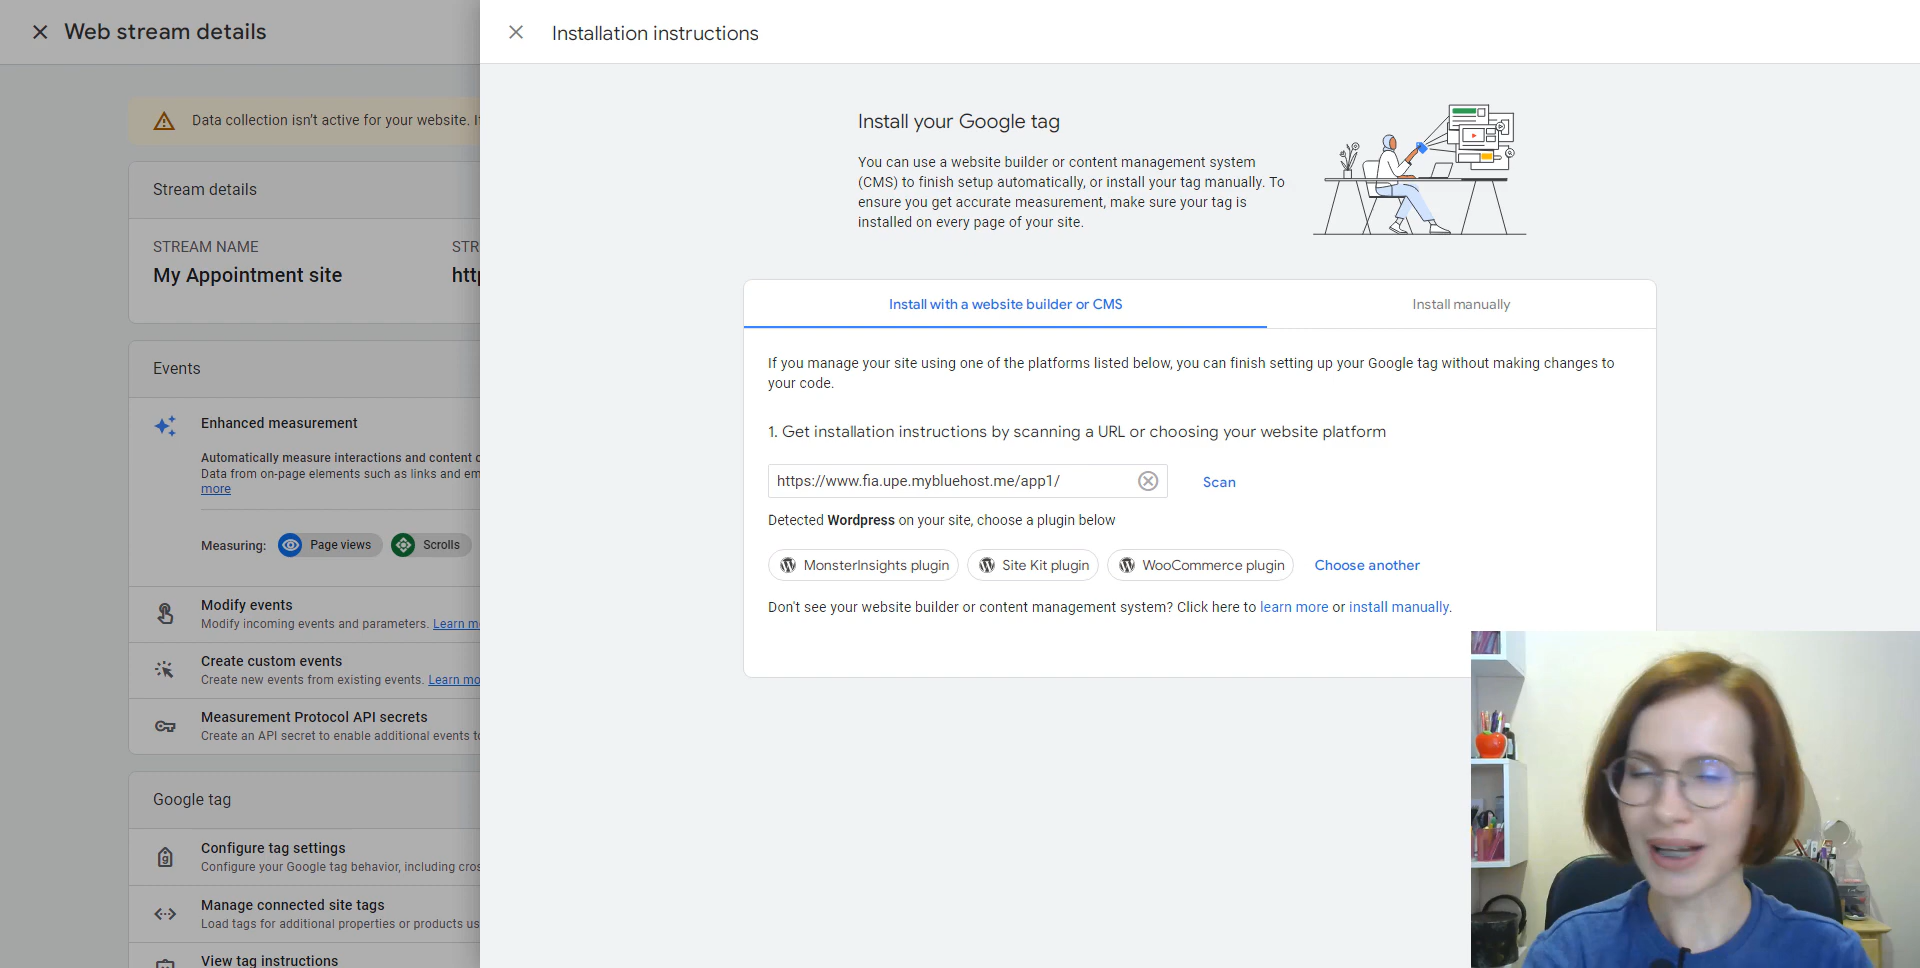 Web stream details
Data collection isn't active for your website. I
Stream details
STREAM NAME
STR
My Appointment site
http
Events
Enhanced measurement
Automatically measure interactions and content
Data from on-page elements such as links and em
more
Measuring:
Page views
Scrolls
Modify events
Modify incoming events and parameters. Learn m
Create custom events
Create new events from existing events. Learn mo
Measurement Protocol API secrets
Create an API secret to enable additional events to
Google tag
Configure tag settings
Configure your Google tag behavior, including cros
Manage connected site tags
Load tags for additional properties or products us
View tag instructions
Installation instructions
Install your Google tag
You can use a website builder or content management system
(CMS) to finish setup automatically, or install your tag manually. To
ensure you get accurate measurement, make sure your tag is
installed on every page of your site.
Install with a website builder or CMS
Install manually
If you manage your site using one of the platforms listed below, you can finish setting up your Google tag without making changes to
your code.
1. Get installation instructions by scanning a URL or choosing your website platform
https://www.fia.upe.mybluehost.me/app1/
Scan
Detected Wordpress on your site, choose a plugin below
MonsterInsights plugin
Site Kit plugin
WooCommerce plugin
Choose another
Don't see your website builder or content management system? Click here to learn more or install manually.